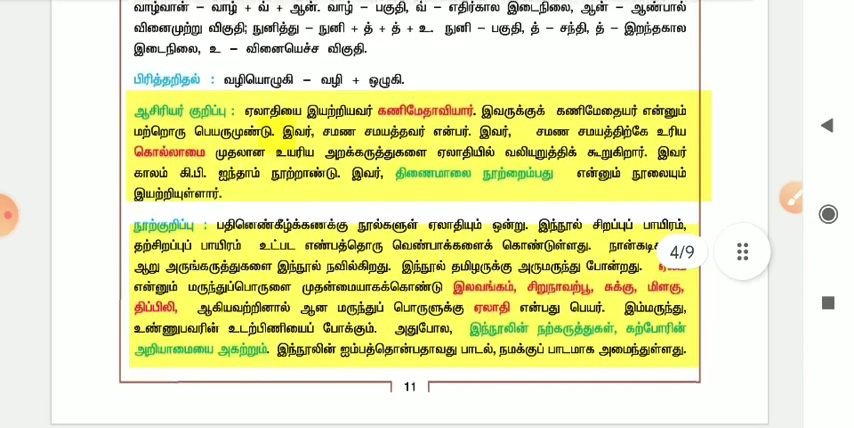 வாழ்வான் – வாழ் + வ் + ஆன். வாழ் – பகுதி, வ் – எதிர்கால இடைநிலை, ஆன் – ஆண்பால்
வினைமுற்று விகுதி; நுனித்து – நுனி + த் + த் + உ. நுனி – பகுதி, த் – சந்தி, த் – இறந்தகால
இடைநிலை, உ – வினையெச்ச விகுதி.
பிரித்தறிதல் : வழியொழுகி – வழி + ஒழுகி.
ஆசிரியர் குறிப்பு : ஏலாதியை இயற்றியவர் கணிமேதாவியார். இவருக்குக் கணிமேதையர் என்னும்
மற்றொரு பெயருமுண்டு. இவர், சமண சமயத்தவர் என்பர். இவர், சமண சமயத்திற்கே உரிய
கொல்லாமை முதலான உயரிய அறக்கருத்துகளை ஏலாதியில் வலியுறுத்திக் கூறுகிறார். இவர்
காலம் கி.பி. ஐந்தாம் நூற்றாண்டு. இவர், திணைமாலை நூற்றைம்பது என்னும் நூலையும்
இயற்றியுள்ளார்.
நூற்குறிப்பு : பதினெண்கீழ்க்கணக்கு நூல்களுள் ஏலாதியும் ஒன்று. இந்நூல் சிறப்புப் பாயிரம்,
தற்சிறப்புப் பாயிரம் உட்பட எண்பத்தொரு வெண்பாக்களைக் கொண்டுள்ளது.
4/9
ஆறு அருங்கருத்துகளை இந்நூல் நவில்கிறது. இந்நூல் தமிழருக்கு அருமருந்து போன்றது.
என்னும் மருந்துப்பொருளை முதன்மையாகக்கொண்டு இலவங்கம், சிறுநாவற்பூ, சுக்கு, மிளகு,
திப்பிலி, ஆகியவற்றினால் ஆன மருந்துப் பொருளுக்கு ஏலாதி என்பது பெயர். இம்மருந்து,
உண்ணுபவரின் உடற்பிணியைப் போக்கும். அதுபோல, இந்நூலின் நற்கருத்துகள், கற்போரின்
அறியாமையை அகற்றும். இந்நூலின் ஐம்பத்தொன்பதாவது பாடல், நமக்குப் பாடமாக அமைந்துள்ளது.
11